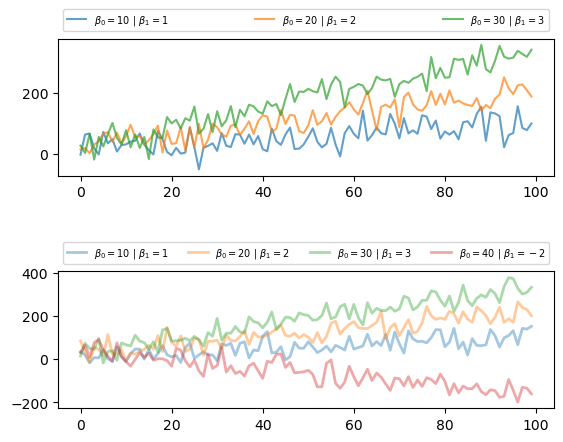 β₀ = 10 | β₁ = 1 β₀ = 20 | β₁ = 2 β₀ = 30 | β₁ = 3
200
0
0 20 40 60 80 100
β₀ = 10 | β₁ = 1 β₀ = 20 | β₁ = 2 β₀ = 30 | β₁ = 3 β₀ = 40 | β₁ = −2
400
200
0
−200
0 20 40 60 80 100